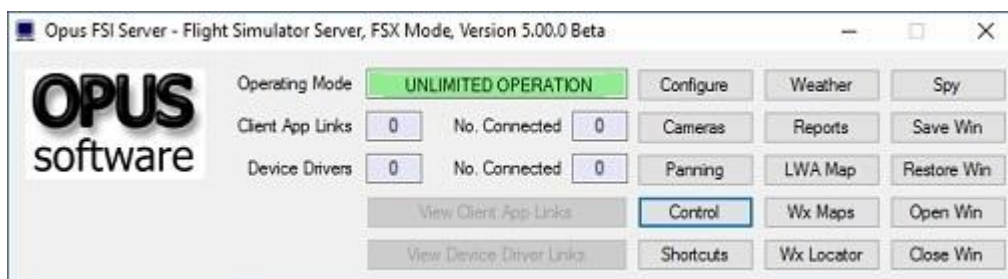 Opus FSI Server - Flight Simulator Server, FSX Mode, Version 5.00.0 Beta
OPUS
software
Operating Mode UNLIMITED OPERATION Configure Weather Spy
Client App Links 0 No. Connected 0 Cameras Reports Save Win
Device Drivers 0 No. Connected 0 Panning LWA Map Restore Win
View Client App Links Control Wx Maps Open Win
View Device Driver Links Shortcuts Wx Locator Close Win